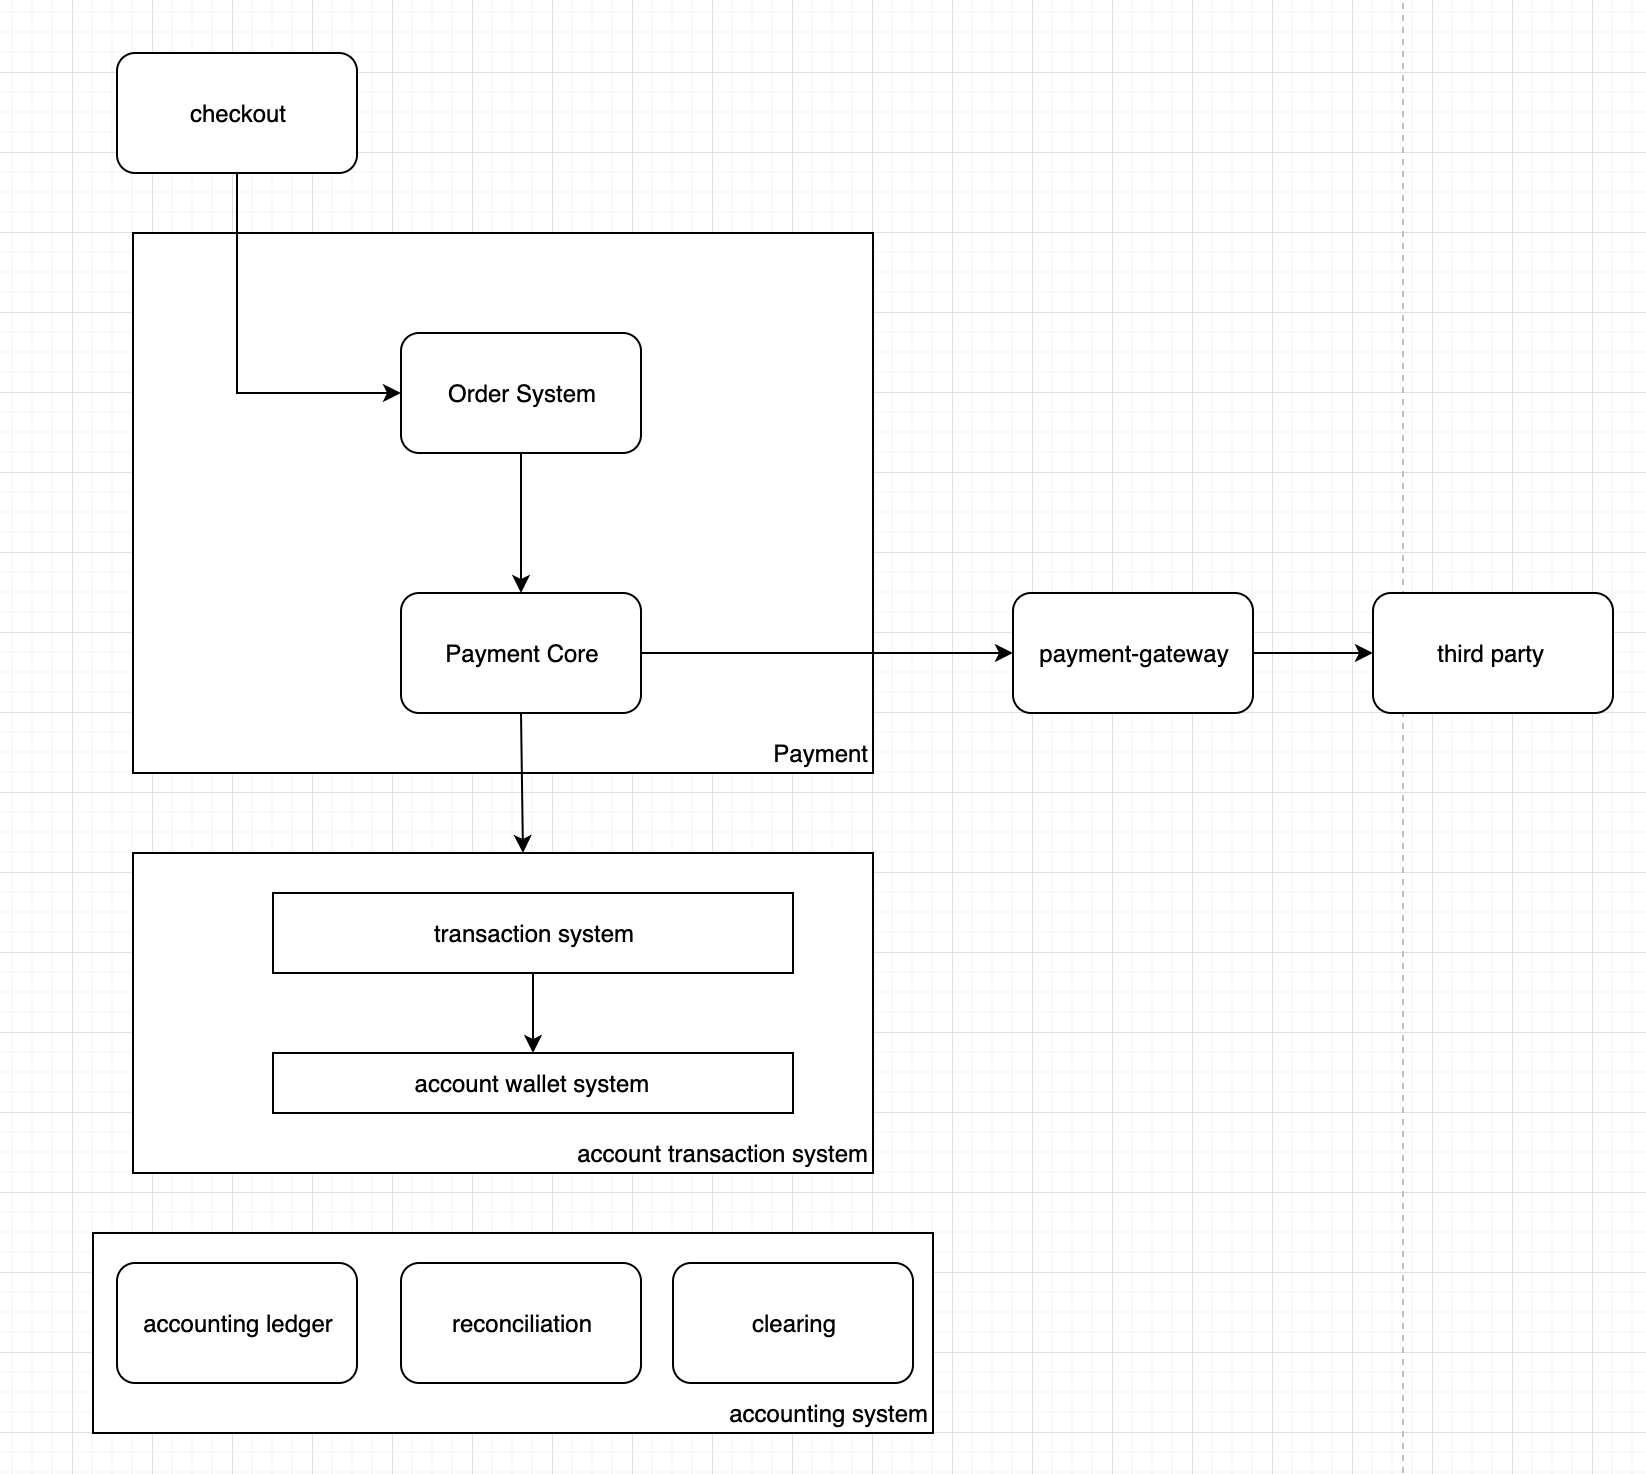 checkout
Order System
Payment Core
payment-gateway
third party
Payment
transaction system
account wallet system
account transaction system
accounting ledger
reconciliation
clearing
accounting system